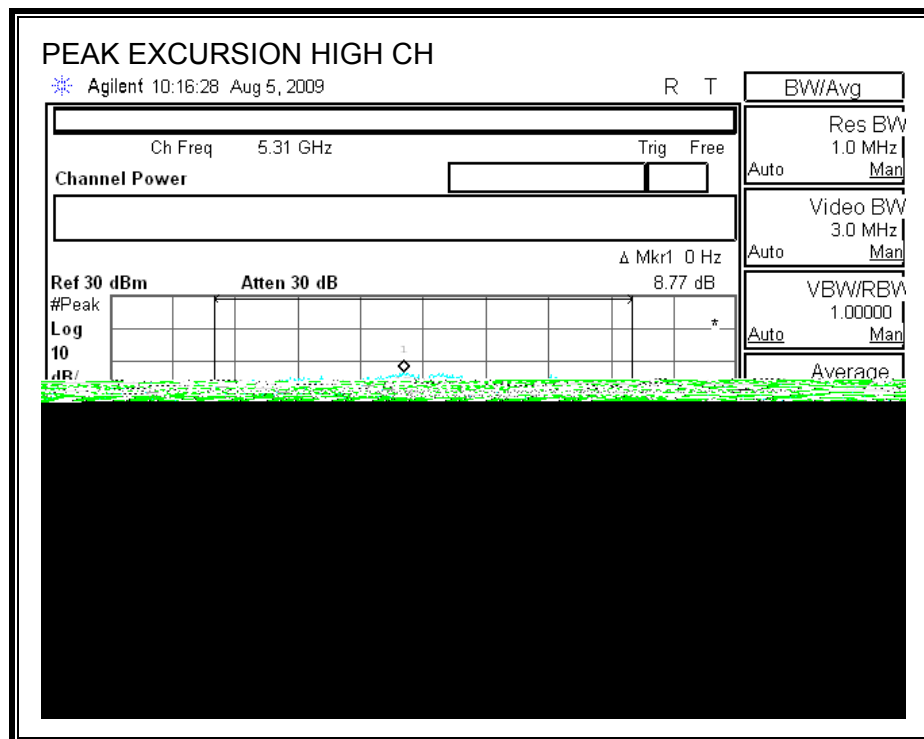 PEAK EXCURSION HIGH CH
Agilent 10:16:28 Aug 5, 2009 R T
BW/Avg
Res BW
1.0 MHz
Auto Man
Ch Freq 5.31 GHz Trig Free
Channel Power
Video BW
3.0 MHz
Auto Man
Δ Mkr1 0 Hz
Ref 30 dBm Atten 30 dB 8.77 dB
#Peak
Log
10
dB/
1
*
VBW/RBW
1.00000
Auto Man
Average